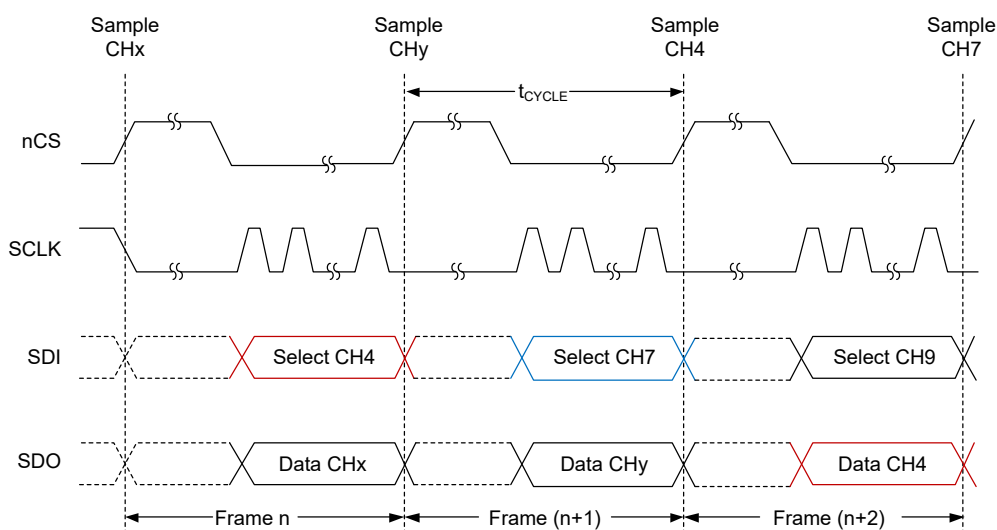 Sample
CHx
Sample
CHy
Sample
CH4
Sample
CH7
tCYCLE
nCS
SCLK
SDI
Select CH4
Select CH7
Select CH9
SDO
Data CHx
Data CHy
Data CH4
Frame n
Frame (n+1)
Frame (n+2)